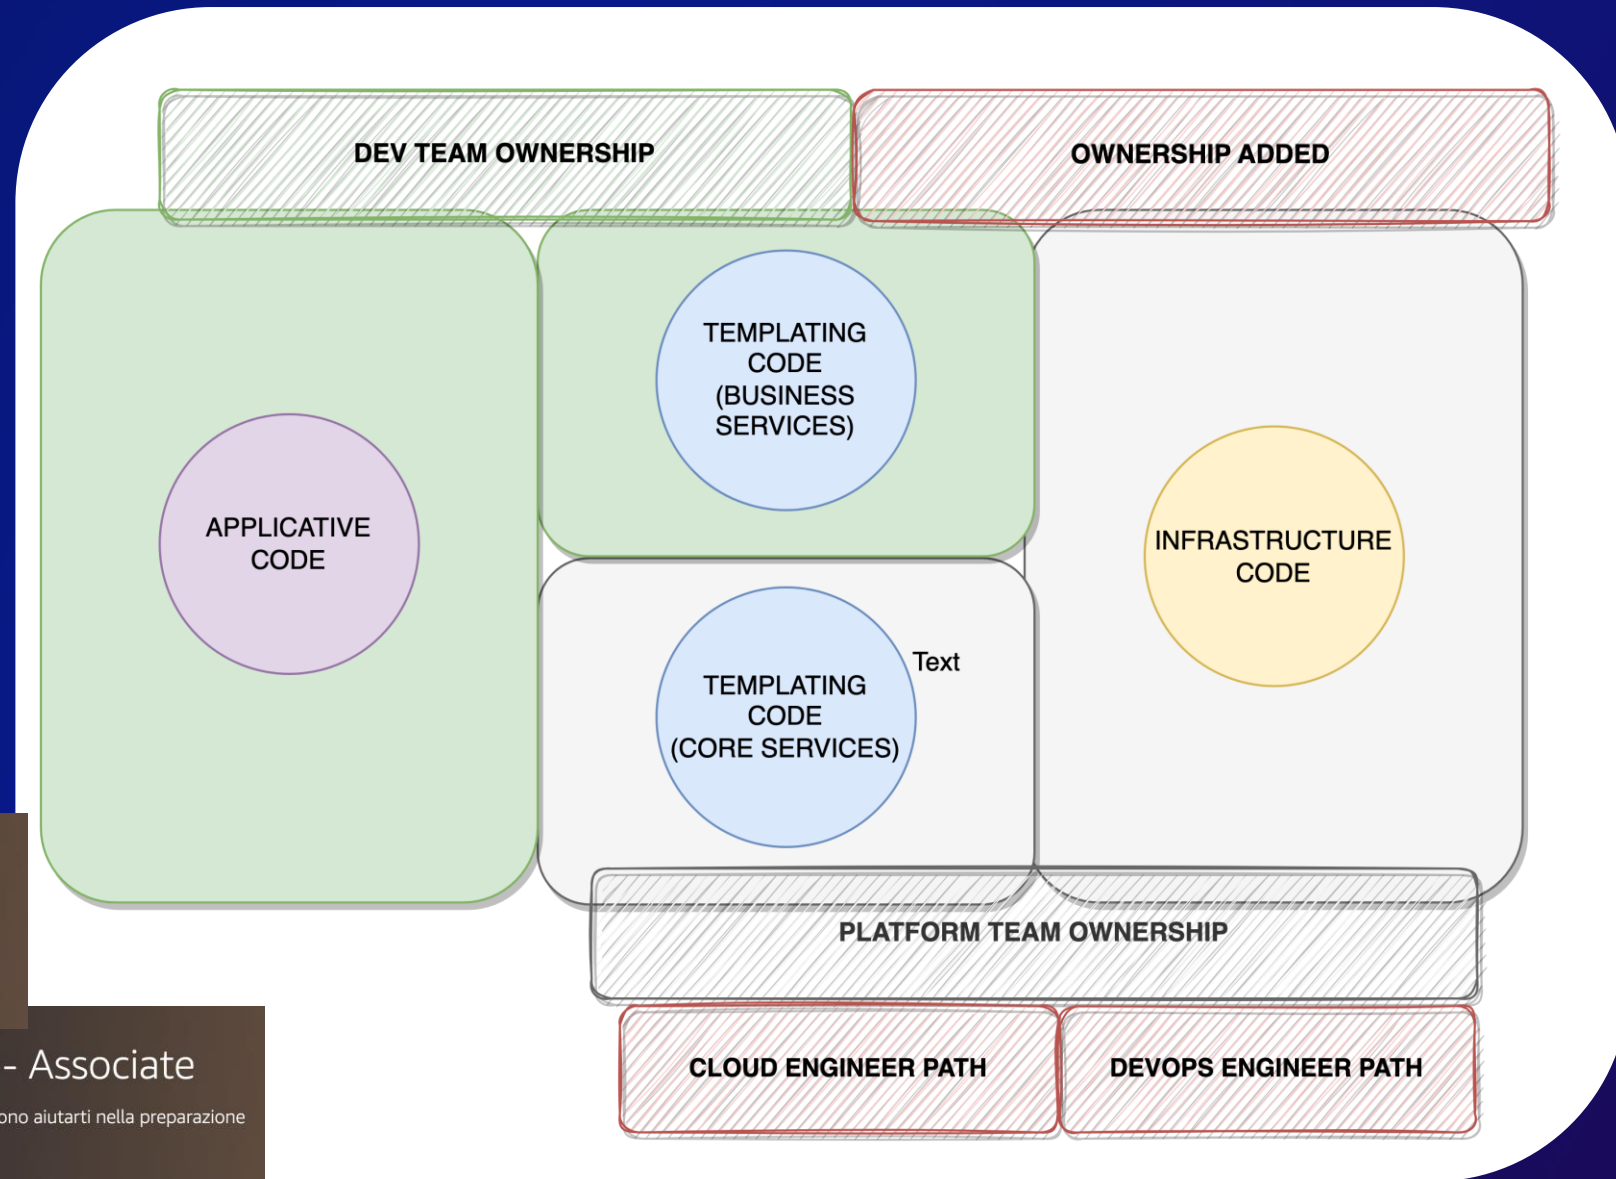 DEV TEAM OWNERSHIP
OWNERSHIP ADDED
TEMPLATING
CODE
(BUSINESS
SERVICES)
APPLICATIVE
CODE
INFRASTRUCTURE
CODE
Text
TEMPLATING
CODE
(CORE SERVICES)
PLATFORM TEAM OWNERSHIP
CLOUD ENGINEER PATH
DEVOPS ENGINEER PATH
- Associate
aiutarti nella preparazione